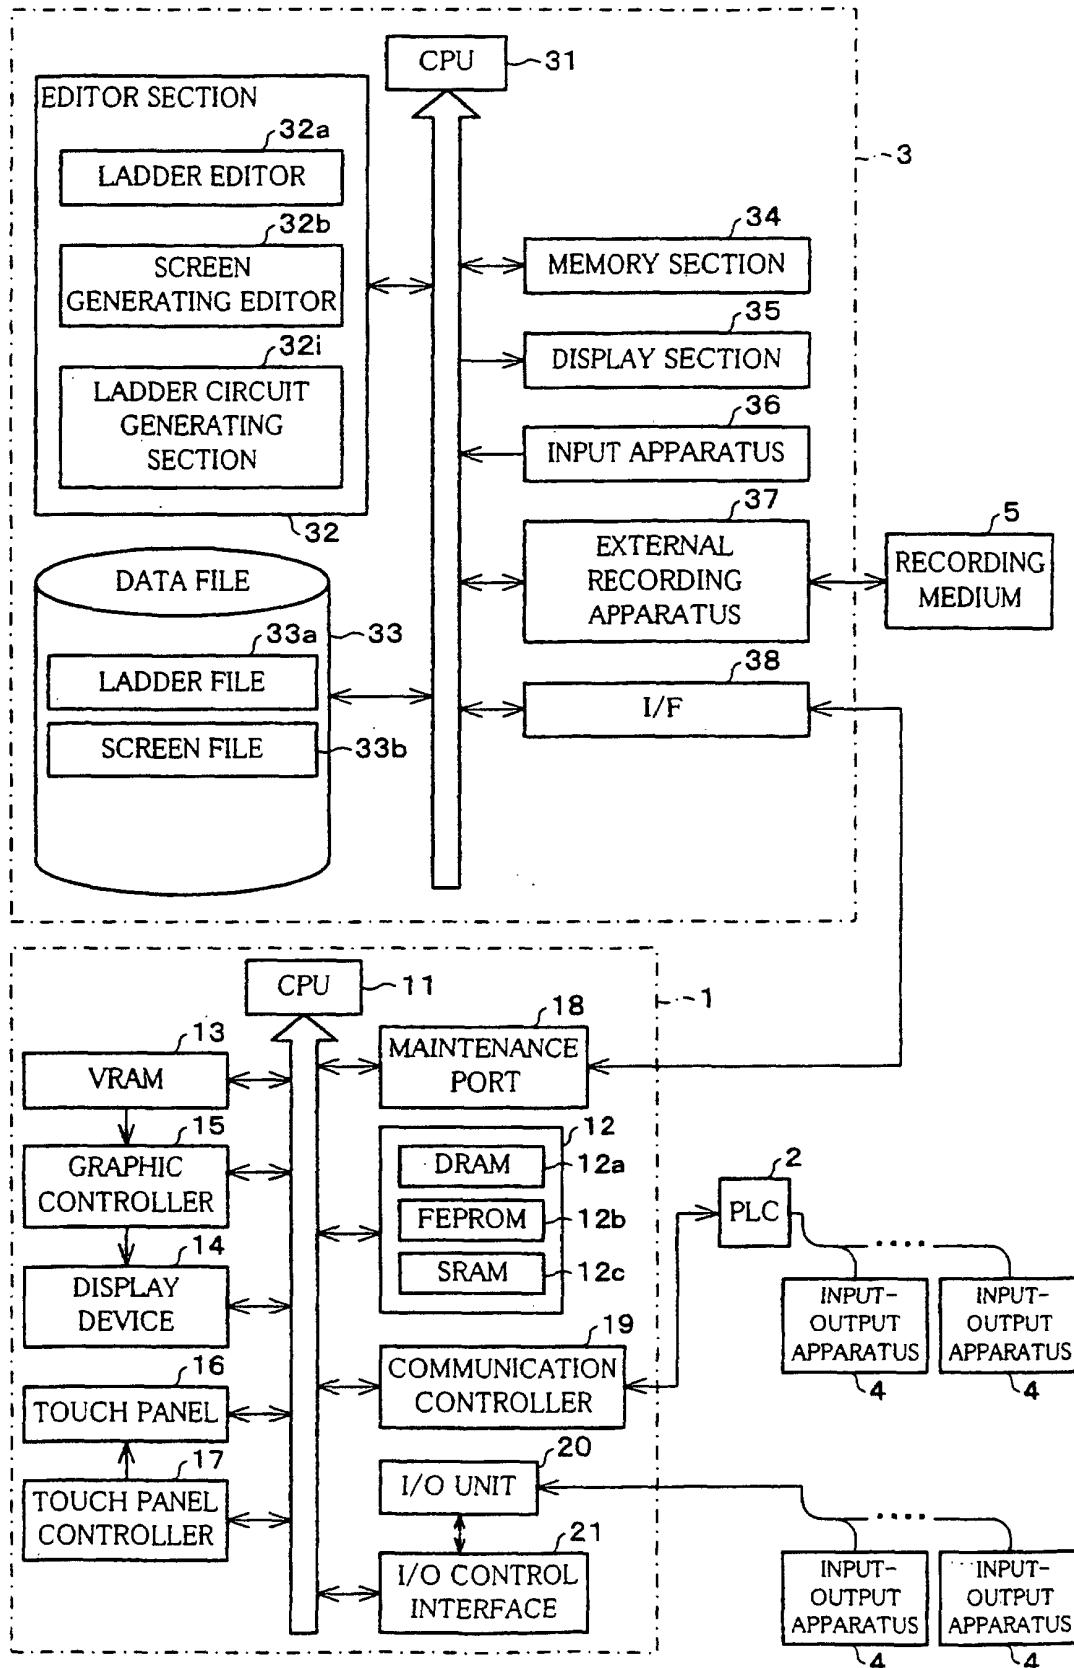 CPU
31
EDITOR SECTION
32a
LADDER EDITOR
3
32b
SCREEN
GENERATING EDITOR
34
MEMORY SECTION
35
DISPLAY SECTION
32i
LADDER CIRCUIT
GENERATING
SECTION
36
INPUT APPARATUS
32
37
EXTERNAL
RECORDING
APPARATUS
5
RECORDING
MEDIUM
DATA FILE
33a
33
LADDER FILE
SCREEN FILE
33b
38
I/F
CPU
11
1
13
VRAM
18
MAINTENANCE
PORT
15
GRAPHIC
CONTROLLER
12
DRAM
12a
FEPROM
12b
SRAM
12c
2
PLC
14
DISPLAY
DEVICE
INPUT-
OUTPUT
APPARATUS
4
INPUT-
OUTPUT
APPARATUS
4
19
COMMUNICATION
CONTROLLER
16
TOUCH PANEL
17
TOUCH PANEL
CONTROLLER
20
I/O UNIT
21
I/O CONTROL
INTERFACE
INPUT-
OUTPUT
APPARATUS
4
INPUT-
OUTPUT
APPARATUS
4